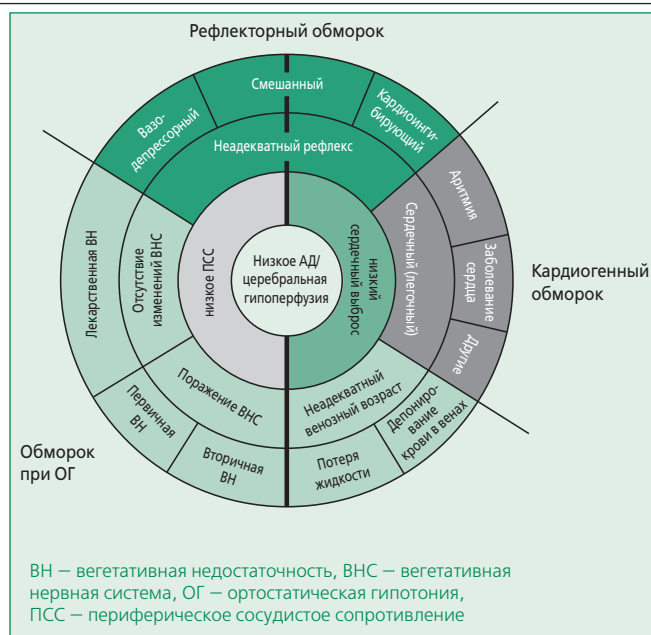 Рефлекторный обморок
Смешанный
Вазо-
депрессорный
Кардиоинги-
бирующий
Неадекватный рефлекс
Аритмия
Заболевание
сердца
Другие
Кардиогенный
обморок
Сердечный (легочный)
Лекарственная ВН
Отсутствие
изменений ВНС
низкое ПСС
Низкое АД/
церебральная
гипоперфузия
низкий
сердечный выброс
Поражение ВНС
Неадекватный
венозный возраст
Первичная
ВН
Вторичная
ВН
Потеря
жидкости
Депониро-
вание
крови в венах
Обморок
при ОГ
ВН — вегетативная недостаточность, ВНС — вегетативная
нервная система, ОГ — ортостатическая гипотония,
ПСС — периферическое сосудистое сопротивление